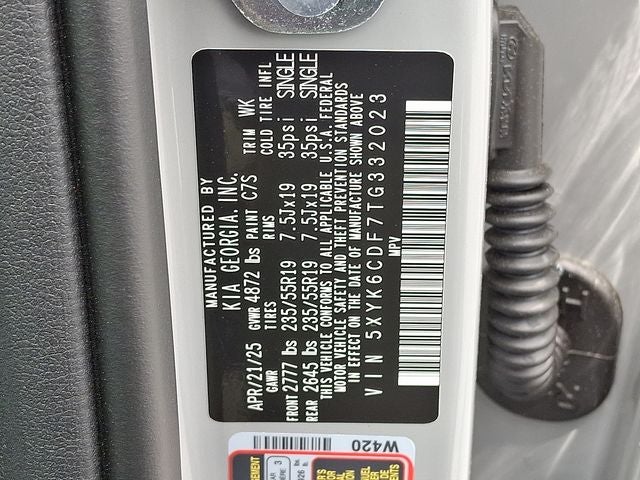 MANUFACTURED BY
KIA GEORGIA, INC.
APR/21/25 GVWR 4872 lbs PAINT C7S TRIM WK
GAWR TIRES RIMS COLD TIRE INFL
FRONT 2777 lbs 235/55R19 7.5Jx19 35psi SINGLE
REAR 2645 lbs 235/55R19 7.5Jx19 35psi SINGLE
THIS VEHICLE CONFORMS TO ALL APPLICABLE U.S.A. FEDERAL
MOTOR VEHICLE SAFETY AND THEFT PREVENTION STANDARDS
IN EFFECT ON THE DATE OF MANUFACTURE SHOWN ABOVE
VIN 5XYK6CDF7TG332023
MPV
W420